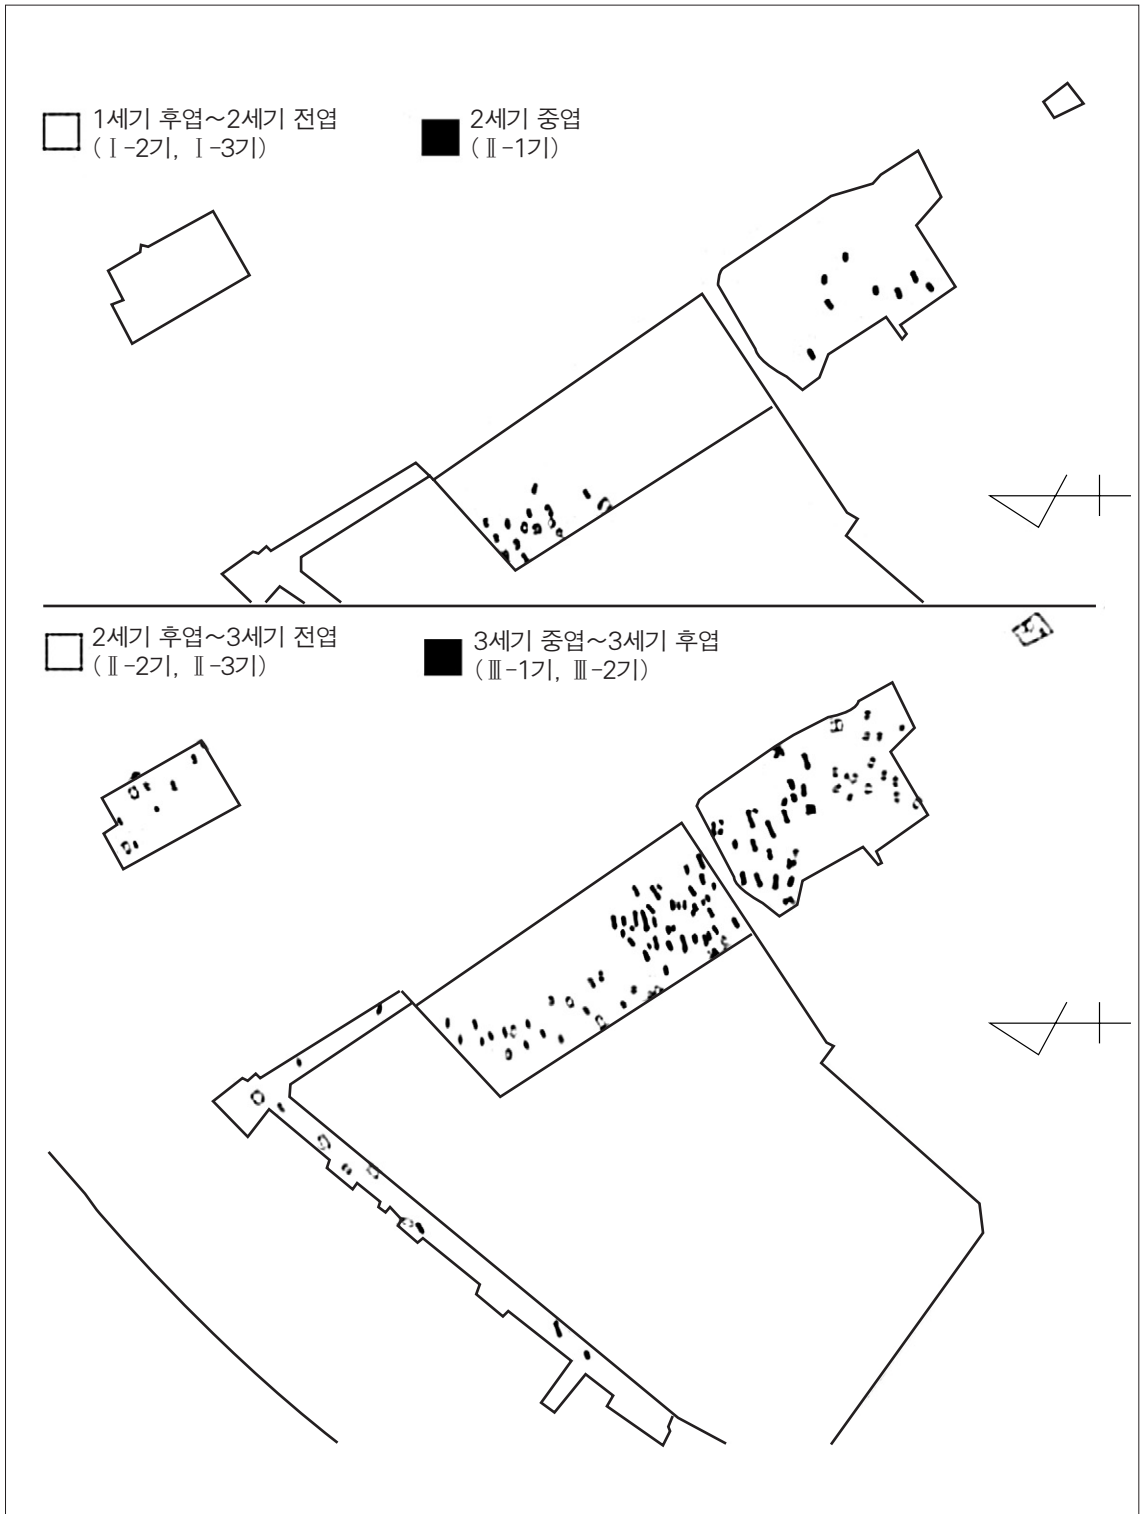 1세기 후엽~2세기 전엽
(Ⅰ-2기, Ⅰ-3기)
2세기 중엽
(Ⅱ-1기)
2세기 후엽~3세기 전엽
(Ⅱ-2기, Ⅱ-3기)
3세기 중엽~3세기 후엽
(Ⅲ-1기, Ⅲ-2기)